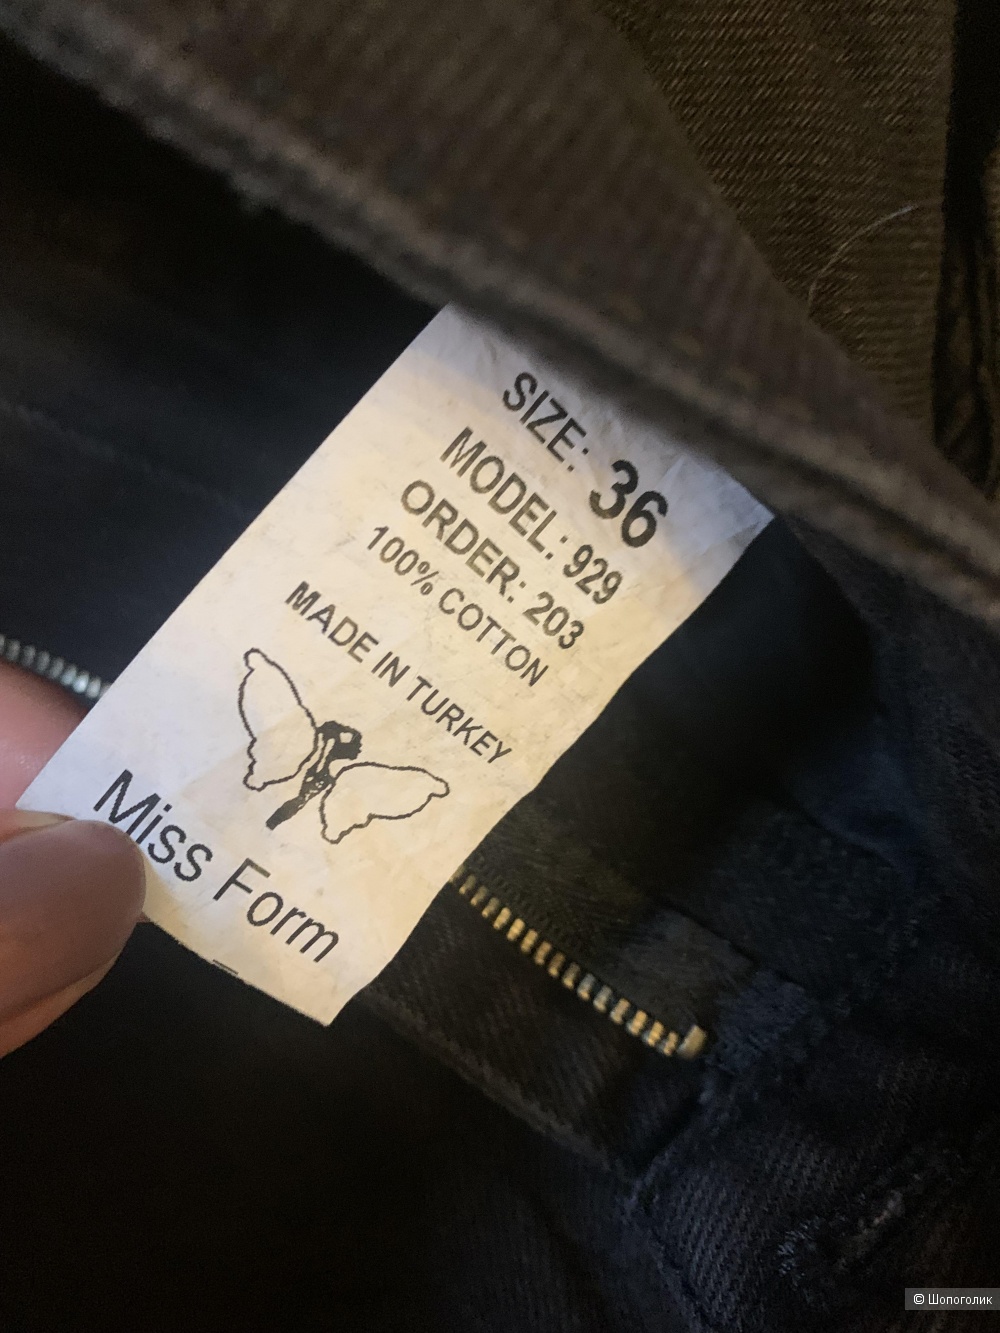 SIZE: 36
MODEL: 929
ORDER: 203
100% COTTON
MADE IN TURKEY
Miss Form
© Шопоголик